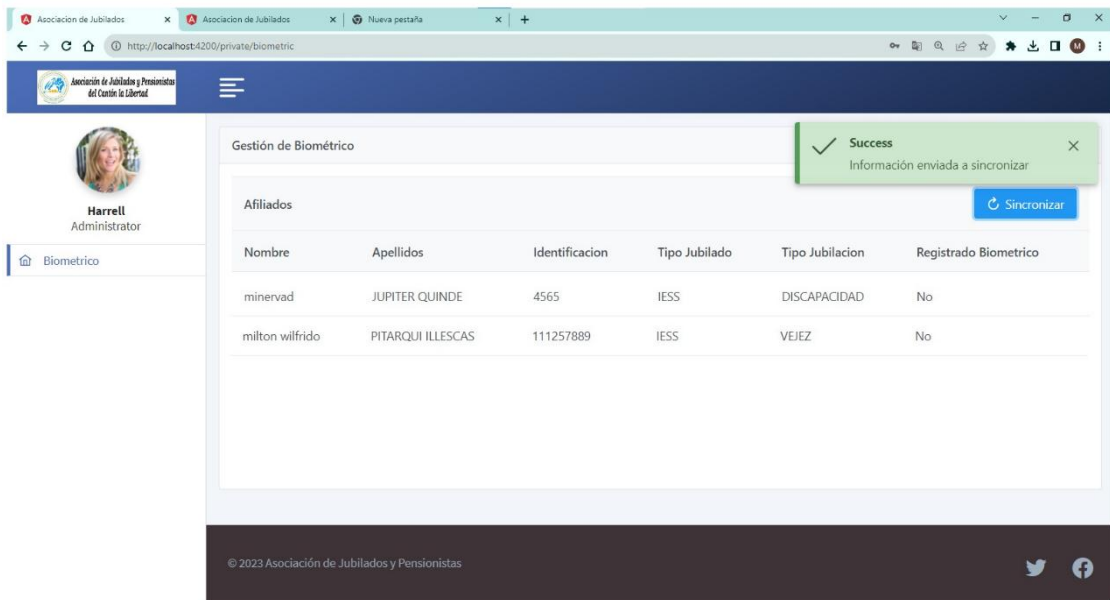 Asociacion de Jubilados
Asociacion de Jubilados
Nueva pestaña
http://localhost:4200/private/biometric
M
Asociación de Jubilados y Pensionistas
del Cantón la Libertad
Harrell
Administrator
Biometrico
Gestión de Biométrico
Success
Información enviada a sincronizar
Afiliados
Sincronizar
Nombre Apellidos Identificacion Tipo Jubilado Tipo Jubilacion Registrado Biometrico
minervad JUPITER QUINDE 4565 IESS DISCAPACIDAD No
milton wilfrido PITARQUI ILLESCAS 111257889 IESS VEJEZ No
© 2023 Asociación de Jubilados y Pensionistas